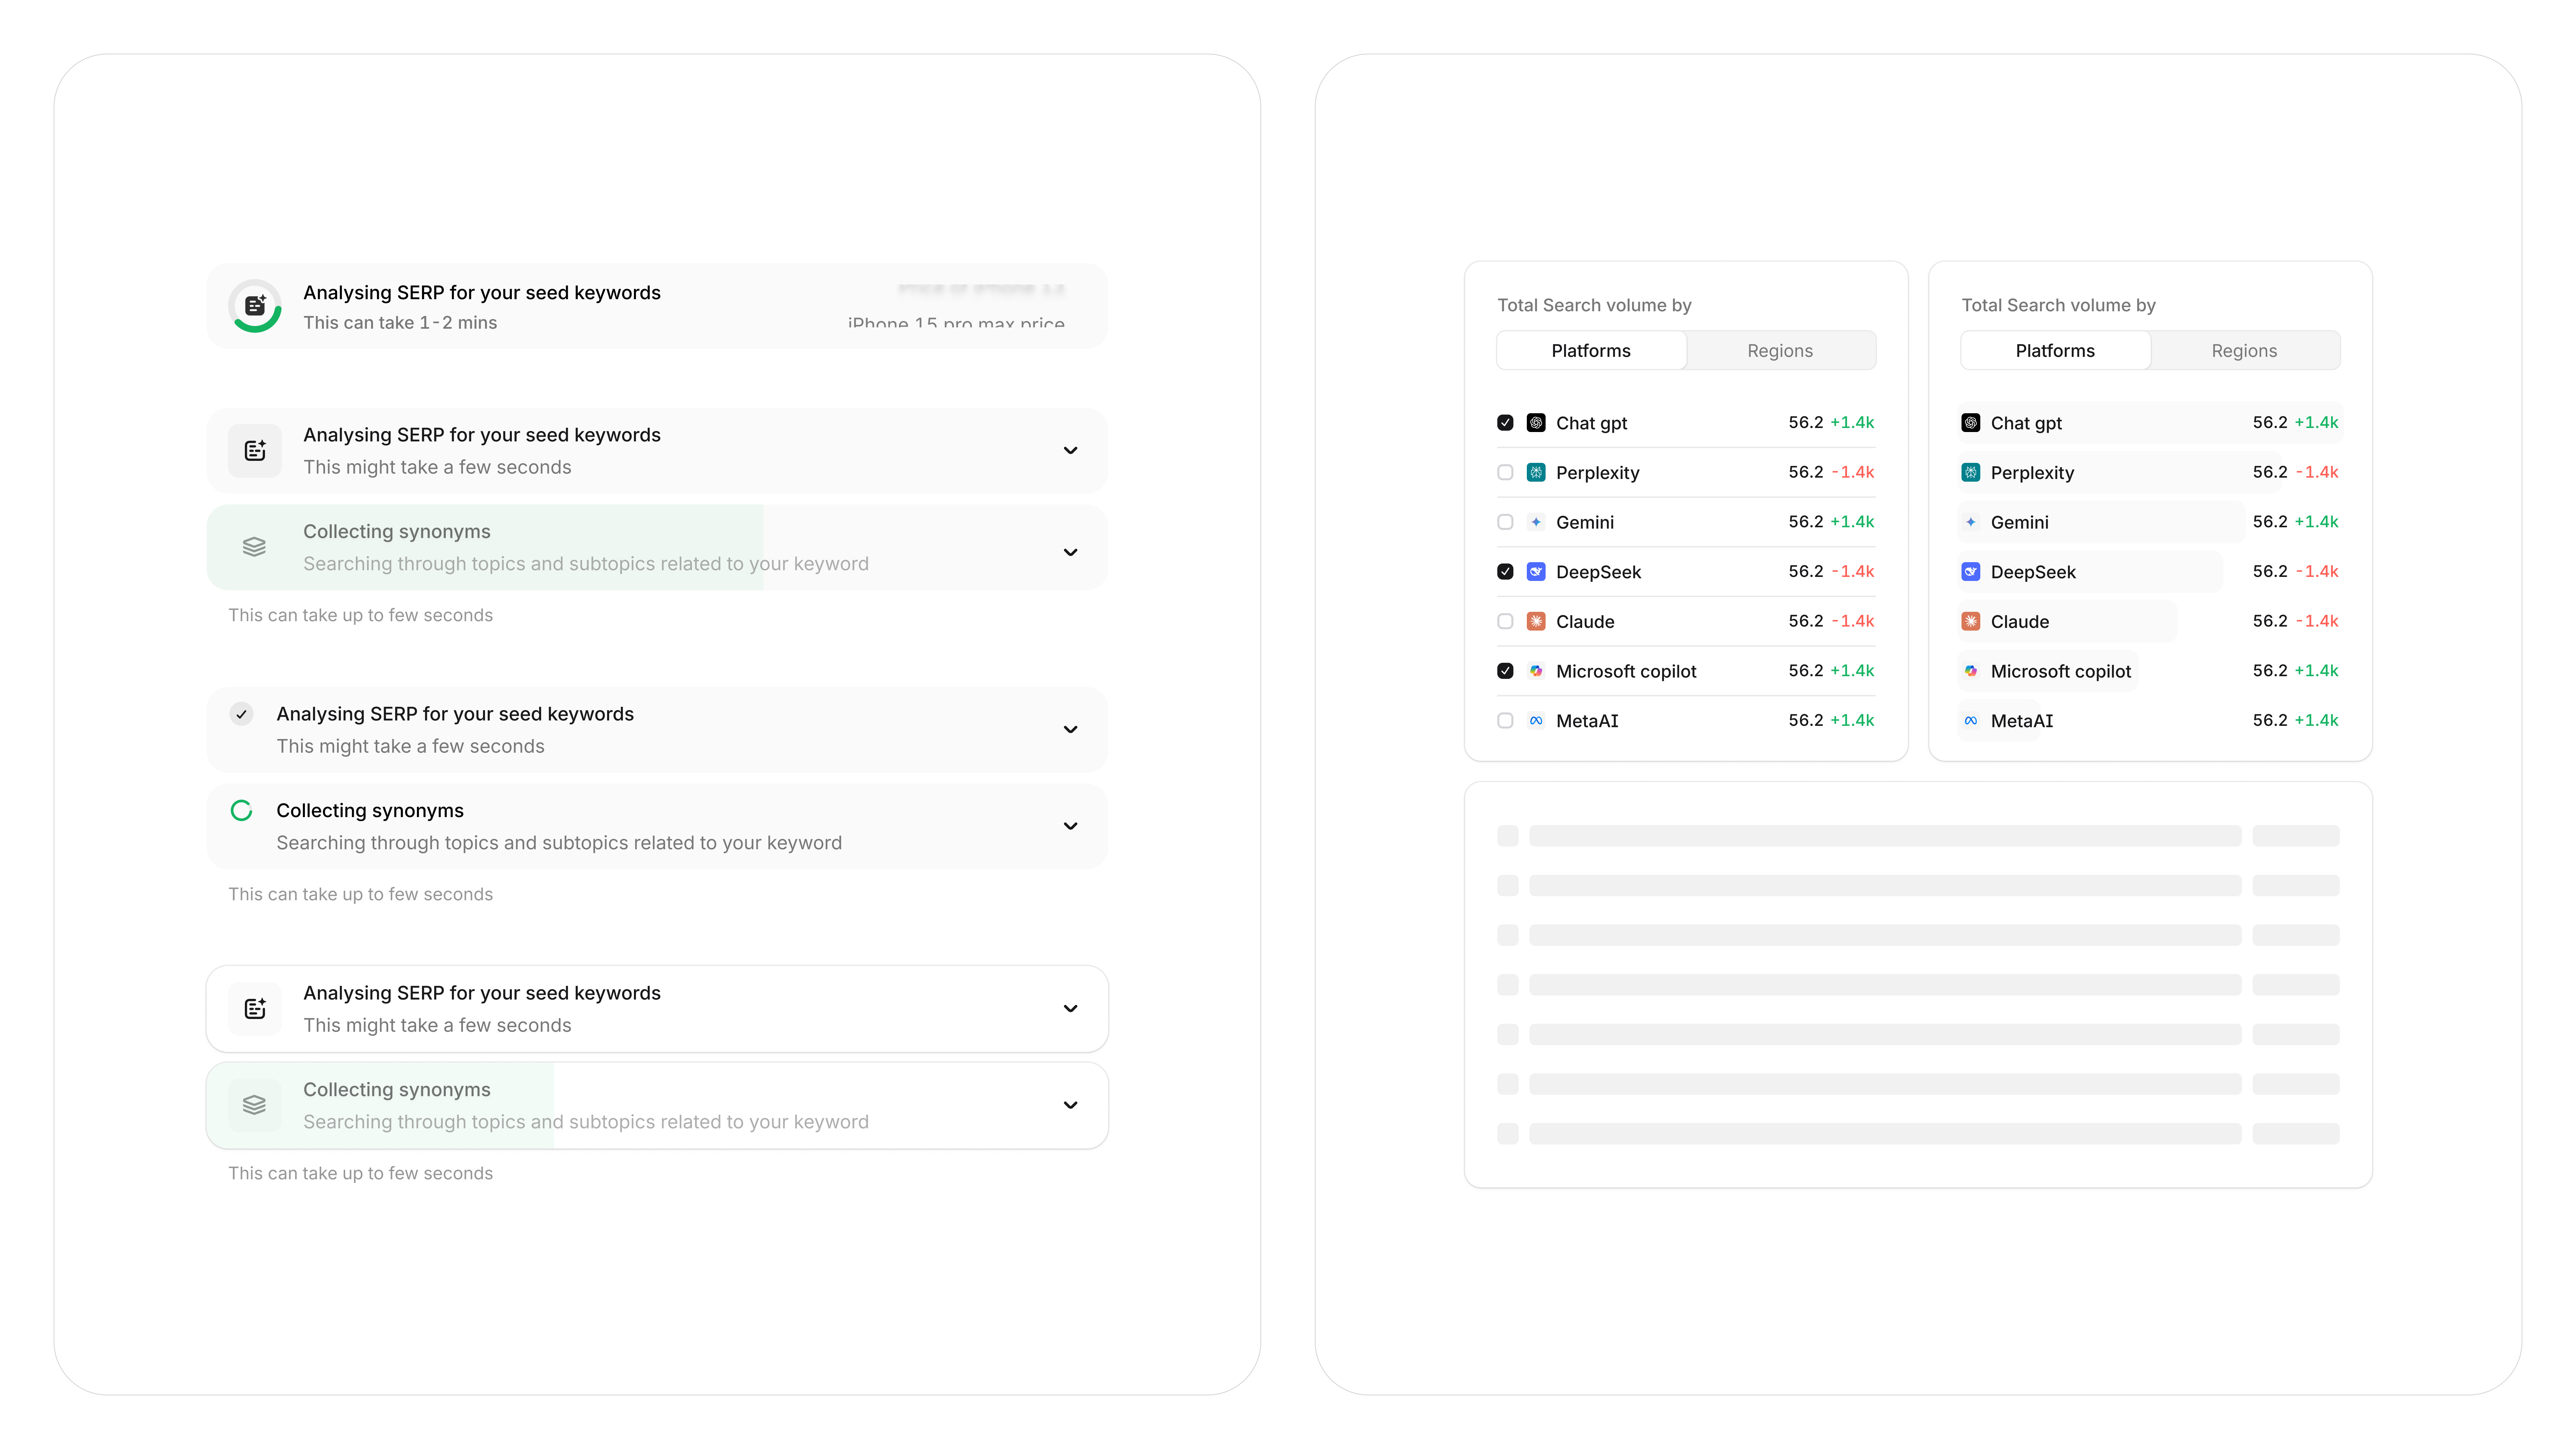 Analysing SERP for your seed keywords
This can take 1-2 mins
iPhone 15 pro max price
Analysing SERP for your seed keywords
This might take a few seconds
Collecting synonyms
Searching through topics and subtopics related to your keyword
This can take up to few seconds
Analysing SERP for your seed keywords
This might take a few seconds
Collecting synonyms
Searching through topics and subtopics related to your keyword
This can take up to few seconds
Analysing SERP for your seed keywords
This might take a few seconds
Collecting synonyms
Searching through topics and subtopics related to your keyword
This can take up to few seconds
Total Search volume by
Platforms Regions
Chat gpt 56.2 +1.4k
Perplexity 56.2 -1.4k
Gemini 56.2 +1.4k
DeepSeek 56.2 -1.4k
Claude 56.2 -1.4k
Microsoft copilot 56.2 +1.4k
MetaAI 56.2 +1.4k
Total Search volume by
Platforms Regions
Chat gpt 56.2 +1.4k
Perplexity 56.2 -1.4k
Gemini 56.2 +1.4k
DeepSeek 56.2 -1.4k
Claude 56.2 -1.4k
Microsoft copilot 56.2 +1.4k
MetaAI 56.2 +1.4k